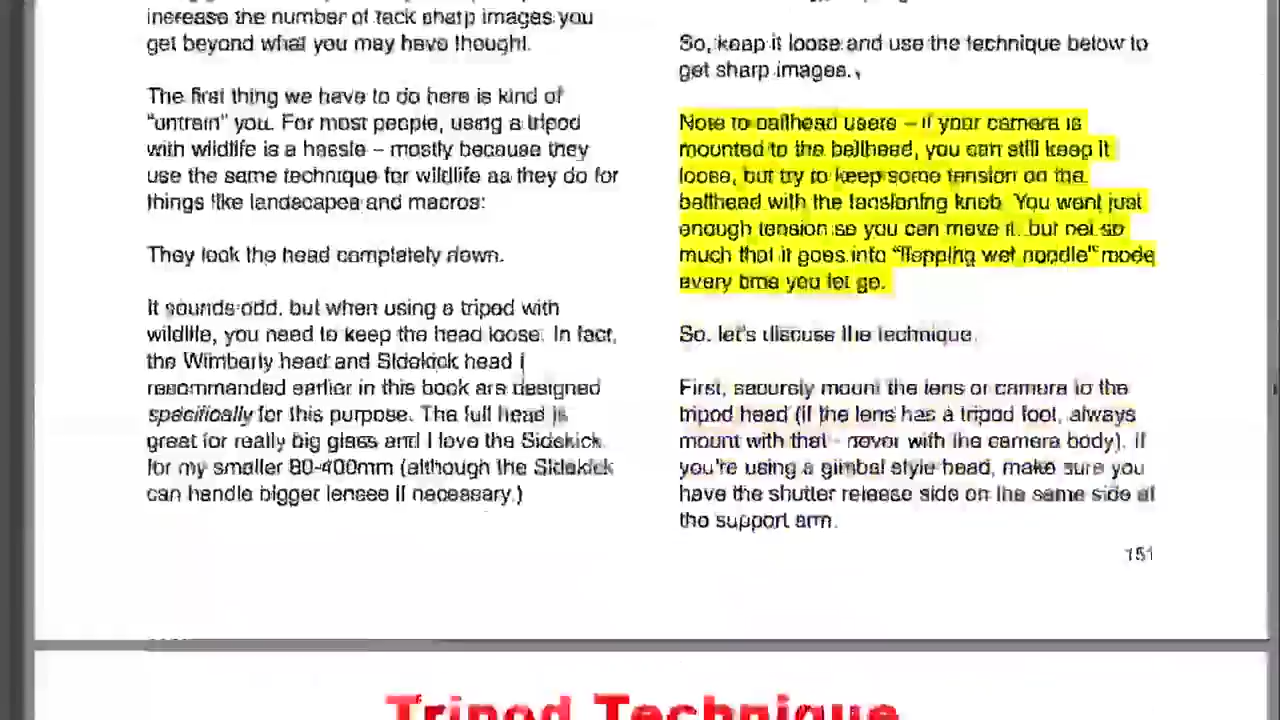 increase the number of tack sharp images you
get beyond what you may have thought.
The first thing we have to do here is kind of
"untrain" you. For most people, using a tripod
with wildlife is a hassle – mostly because they
use the same technique for wildlife as they do for
things like landscapes and macros:
They lock the head completely down.
It sounds odd, but when using a tripod with
wildlife, you need to keep the head loose. In fact,
the Wimberly head and Sidekick head I
recommended earlier in this book are designed
specifically for this purpose. The full head is
great for really big glass and I love the Sidekick
for my smaller 80-400mm (although the Sidekick
can handle bigger lenses if necessary.)
So, keep it loose and use the technique below to
get sharp images.
Note to ballhead users – if your camera is
mounted to the ballhead, you can still keep it
loose, but try to keep some tension on the
ballhead with the tensioning knob. You want just
enough tension so you can move it, but not so
much that it goes into "flopping wet noodle" mode
every time you let go.
So, let's discuss the technique.
First, securely mount the lens or camera to the
tripod head (if the lens has a tripod foot, always
mount with that - never with the camera body). If
you're using a gimbal style head, make sure you
have the shutter release side on the same side of
the support arm.
151
Tripod Technique